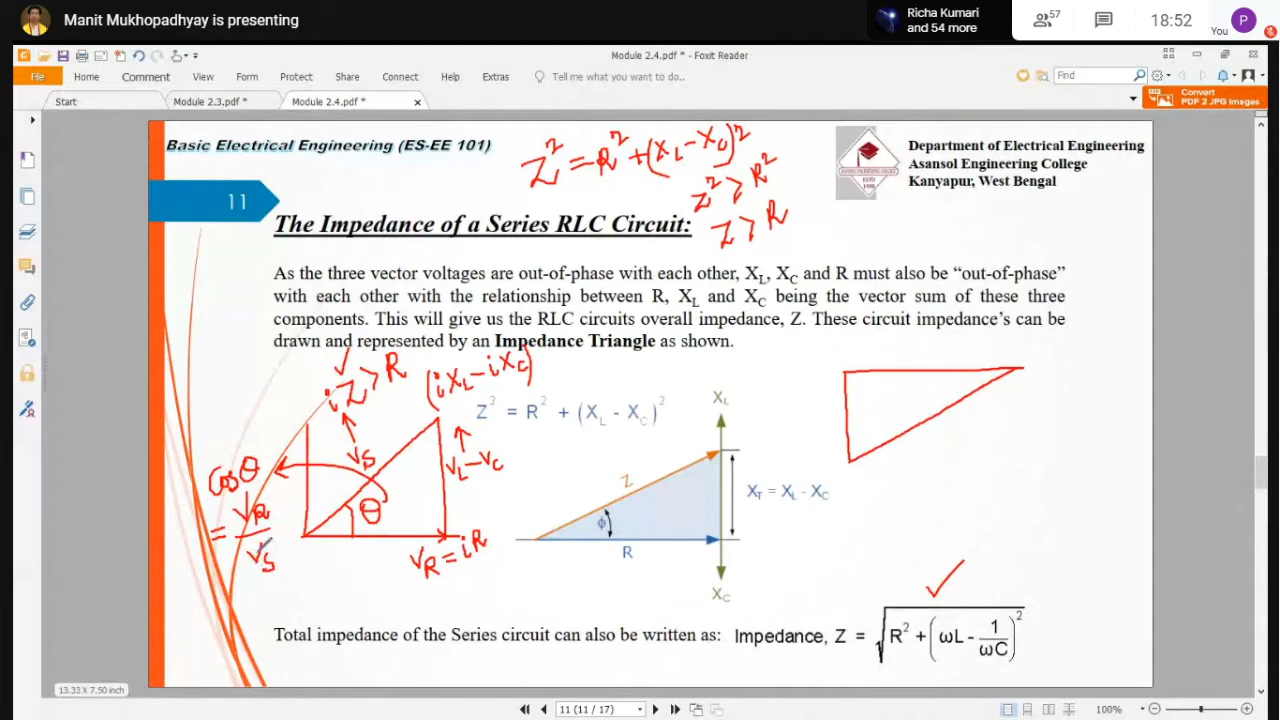 Manit Mukhopadhyay is presenting
Richa Kumari
and 54 more
57
18:52
You
P
Module 2.4.pdf * - Foxit Reader
File Home Comment View Form Protect Share Connect Help Extras Tell me what you want to do.. Find
Start Module 2.3.pdf * Module 2.4.pdf *
Convert
PDF 2 JPG Images
Basic Electrical Engineering (ES-EE 101)
Department of Electrical Engineering
Asansol Engineering College
Kanyapur, West Bengal
Z² = R² + (XL - XC)²
Z² > R²
Z > R
11
The Impedance of a Series RLC Circuit:
As the three vector voltages are out-of-phase with each other, XL, XC and R must also be “out-of-phase”
with each other with the relationship between R, XL and XC being the vector sum of these three
components. This will give us the RLC circuits overall impedance, Z. These circuit impedance’s can be
drawn and represented by an Impedance Triangle as shown.
iZ > R
(iXL - iXC)
VS
VL - VC
cosθ
= VR / VS
θ
VR = iR
Z² = R² + (XL - XC)²
XL
Z
XT = XL - XC
ϕ
R
XC
Total impedance of the Series circuit can also be written as: Impedance, Z = √R² + (ωL - 1/ωC)²
13.33 x 7.50 inch
11 (11 / 17)
100%